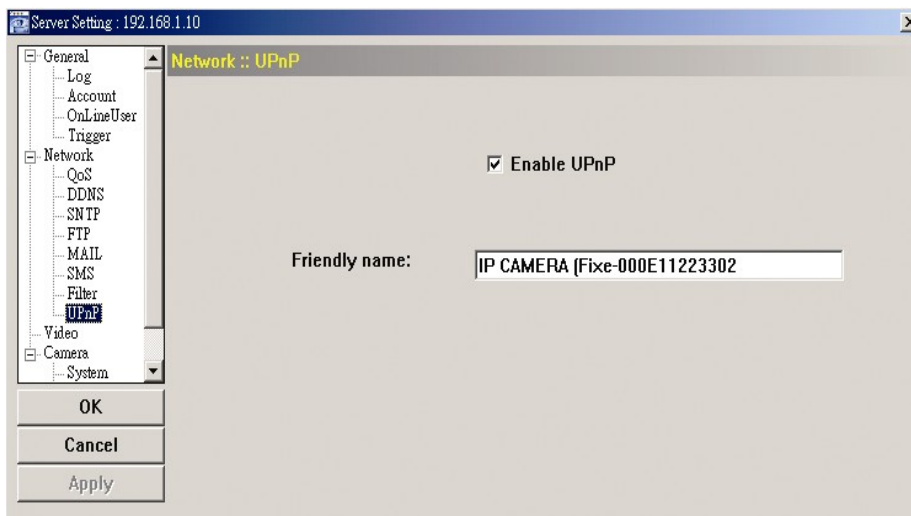 Server Setting : 192.168.1.10
General
Log
Account
OnLineUser
Trigger
Network
QoS
DDNS
SNTP
FTP
MAIL
SMS
Filter
UPnP
Video
Camera
System
OK
Cancel
Apply
Network :: UPnP
Enable UPnP
Friendly name:
IP CAMERA (Fixe-000E11223302